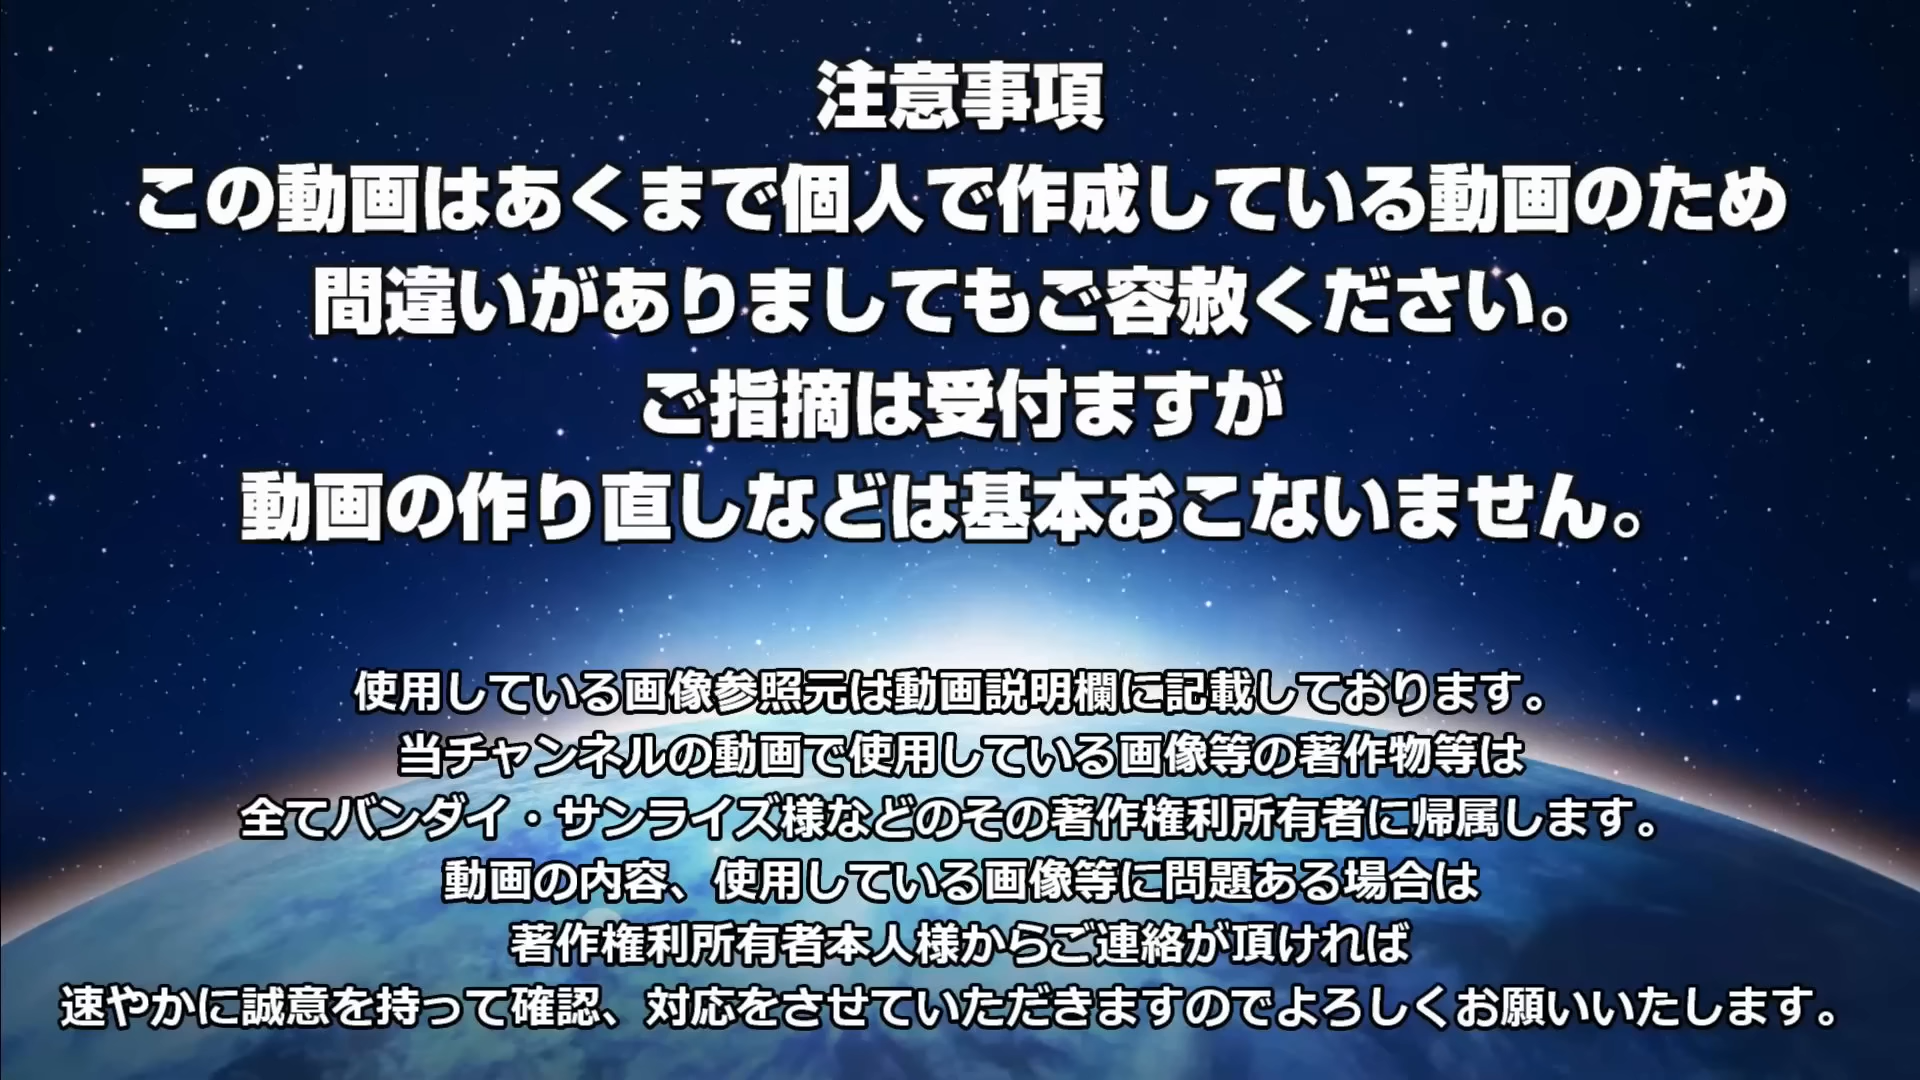 注意事項
この動画はあくまで個人で作成している動画のため
間違いがありましてもご容赦ください。
ご指摘は受付ますが
動画の作り直しなどは基本おこないません。
使用している画像参照元は動画説明欄に記載しております。
当チャンネルの動画で使用している画像等の著作物等は
全てバンダイ・サンライズ様などのその著作権利所有者に帰属します。
動画の内容、使用している画像等に問題ある場合は
著作権利所有者本人様からご連絡が頂ければ
速やかに誠意を持って確認、対応をさせていただきますのでよろしくお願いいたします。